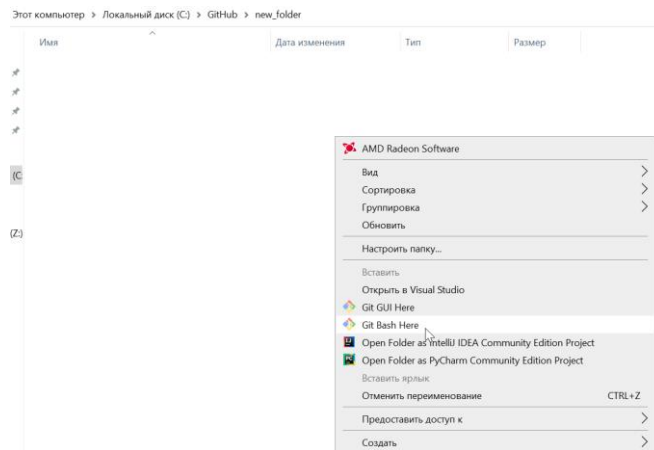 Этот компьютер > Локальный диск (C:) > GitHub > new_folder
Имя Дата изменения Тип Размер
AMD Radeon Software
Вид
(C:
Сортировка
Группировка
Обновить
(Z:)
Настроить папку...
Вставить
Открыть в Visual Studio
Git GUI Here
Git Bash Here
Open Folder as IntelliJ IDEA Community Edition Project
Open Folder as PyCharm Community Edition Project
Вставить ярлык
Отменить переименование CTRL+Z
Предоставить доступ к
Создать